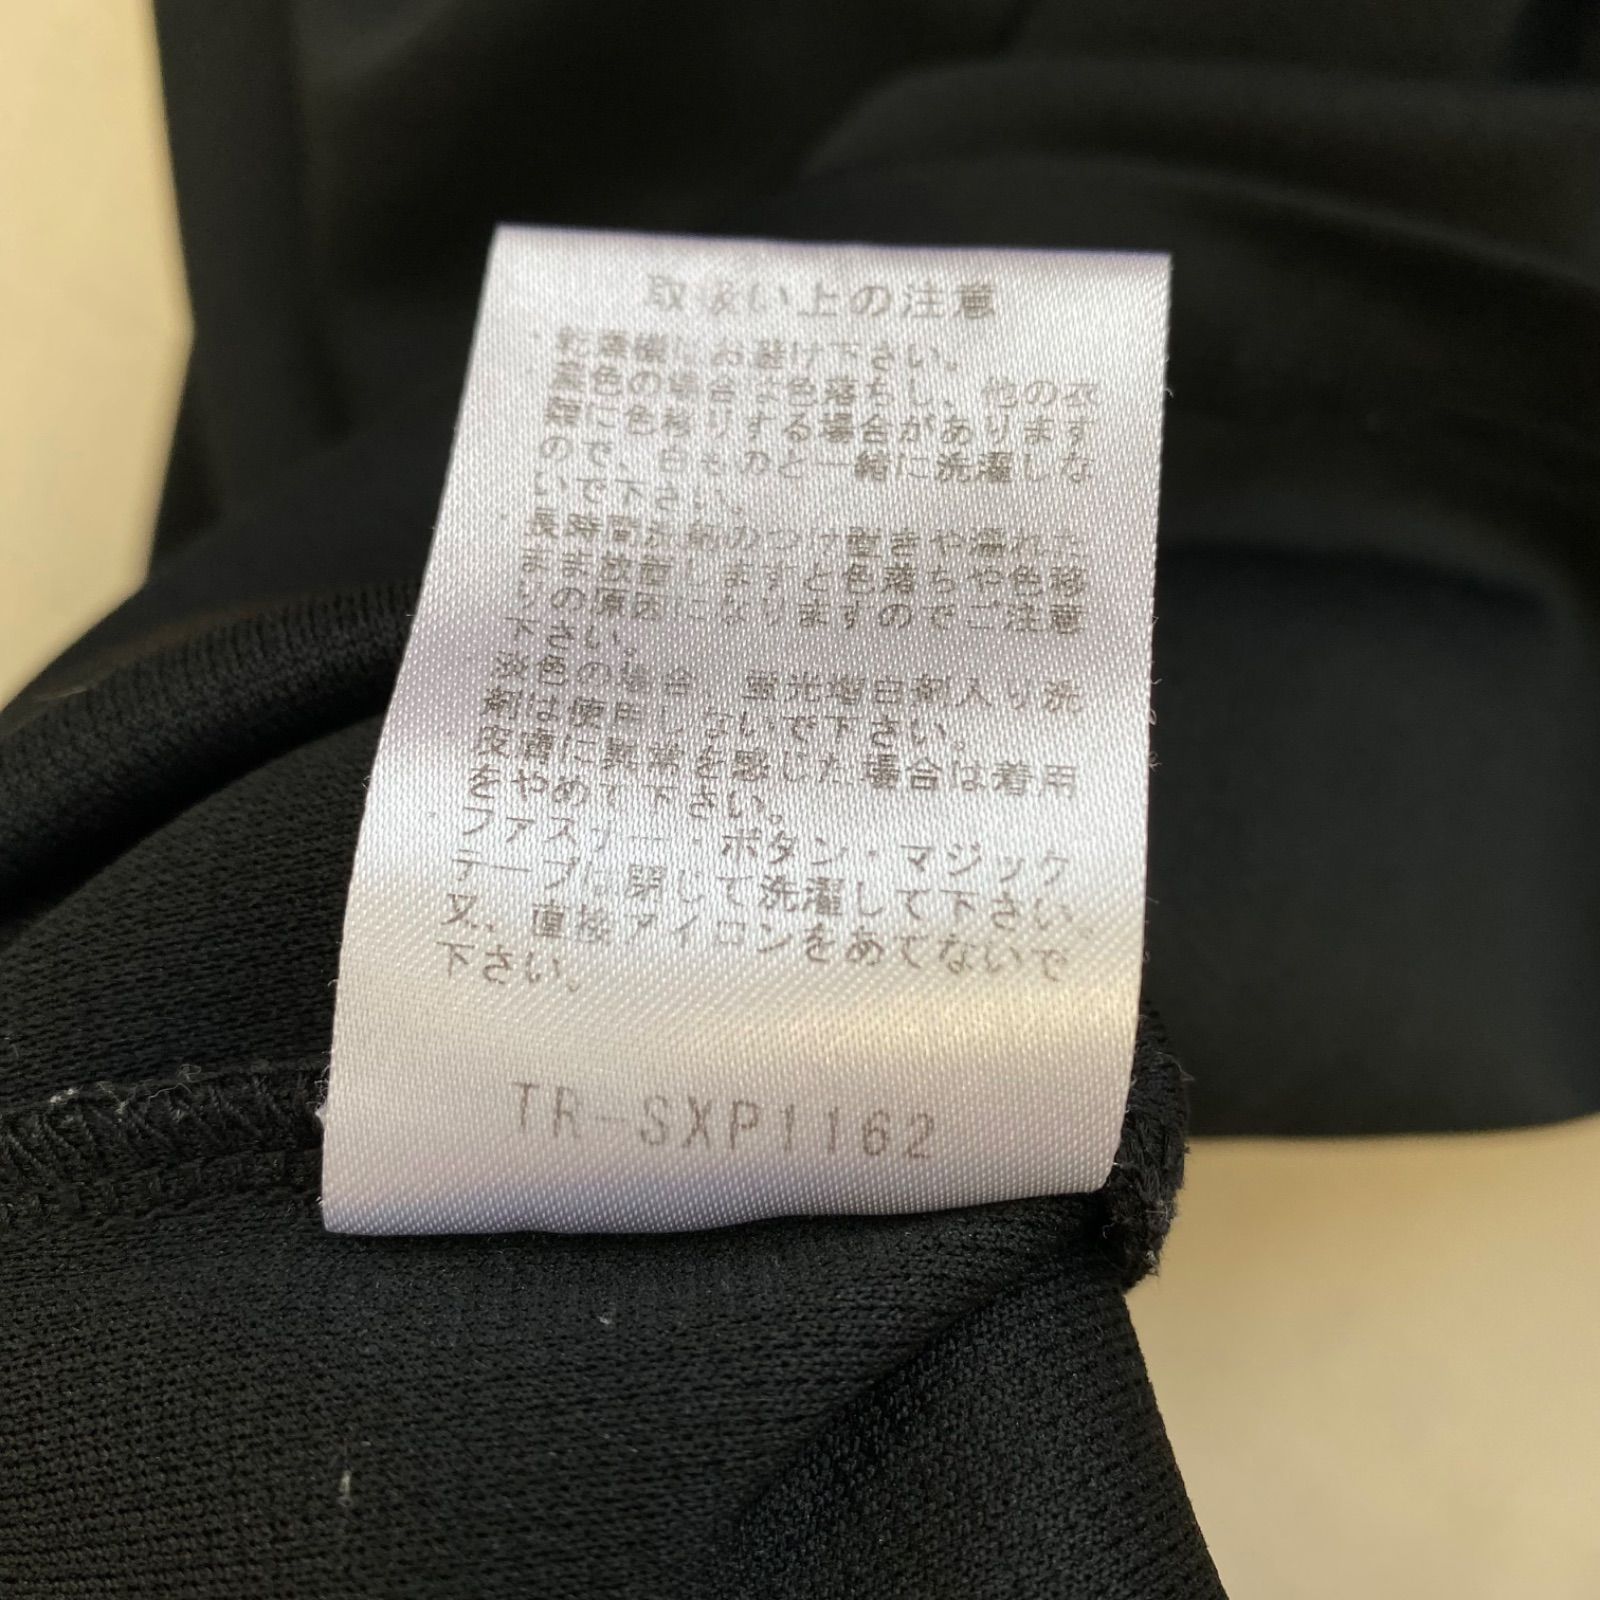 取扱い上の注意
・乾燥機はお避け下さい。
・濃色の場合は色落ちし、他の衣
類に色移りする場合があります
ので、白ものと一緒に洗濯しな
いで下さい。
・長時間水納のつけ置きや濡れた
まま放置しますと色落ちや色移
りの原因になりますのでご注意
下さい。
・淡色の場合、蛍光増白剤入り洗
剤は使用しないで下さい。
・皮膚に異常を感じた場合は着用
をやめて下さい。
・ファスナー・ボタン・マジック
テープは閉じて洗濯して下さい。
又、直接アイロンをあてないで
下さい。
TR-SXP1162